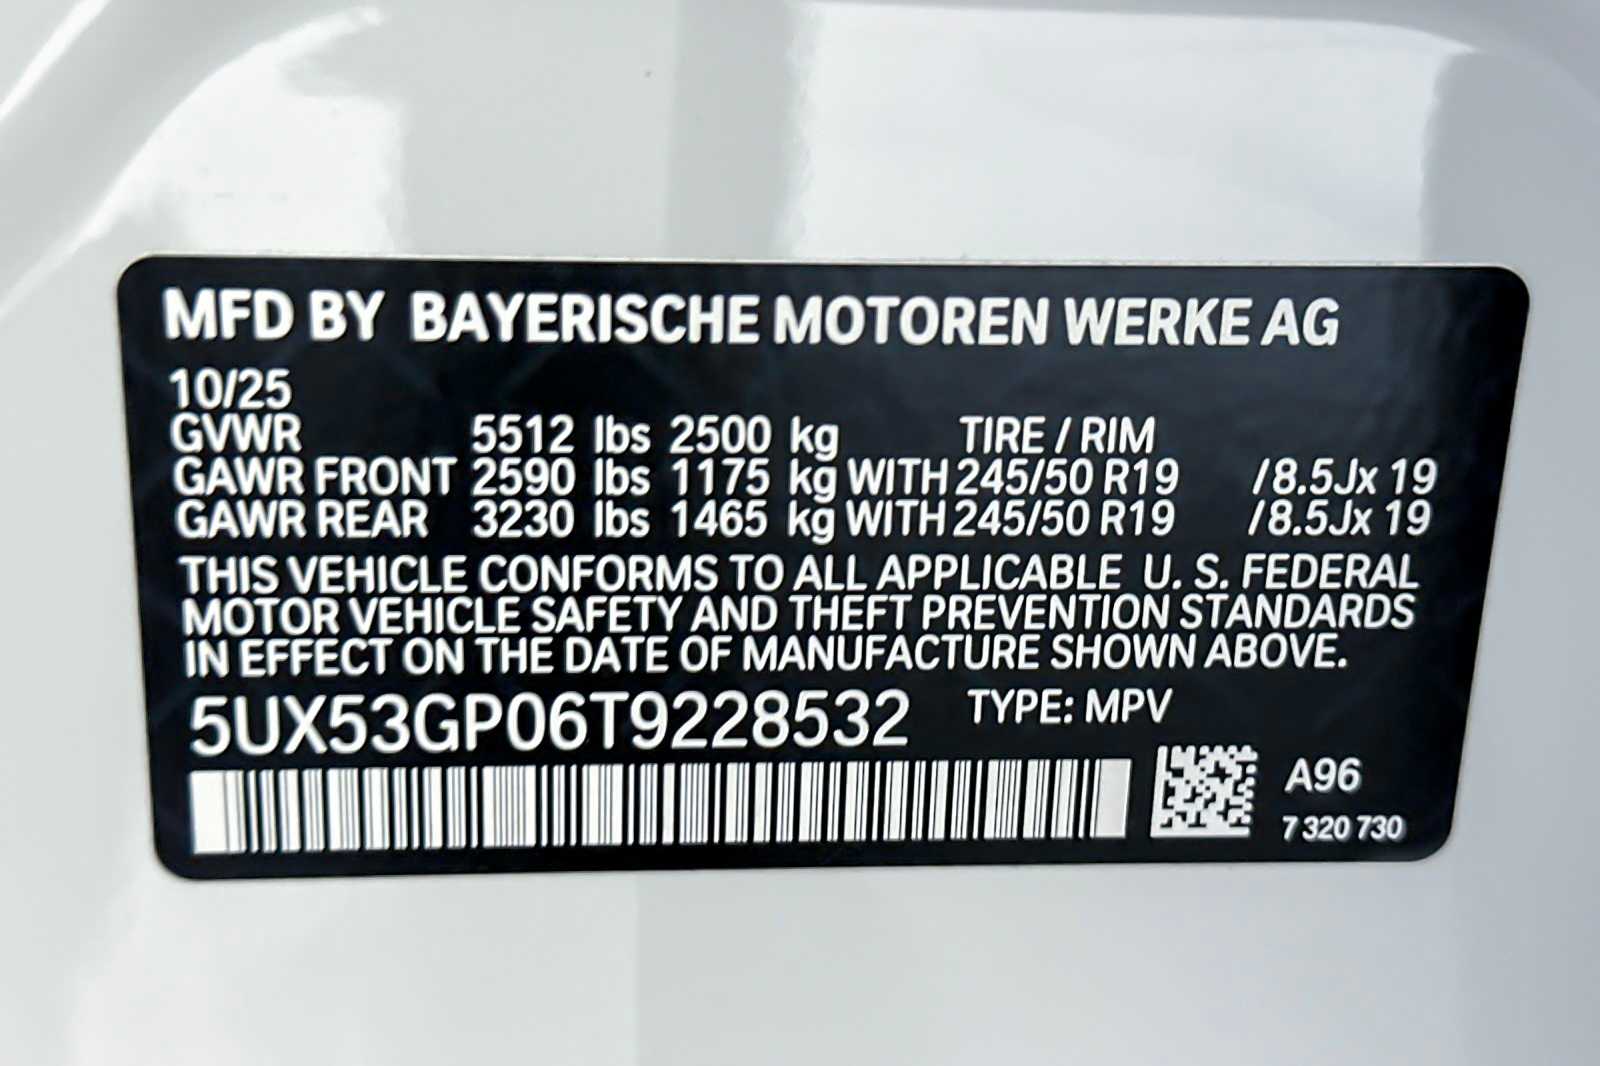 MFD BY BAYERISCHE MOTOREN WERKE AG
10/25
GVWR 5512 lbs 2500 kg TIRE / RIM
GAWR FRONT 2590 lbs 1175 kg WITH 245/50 R19 /8.5Jx 19
GAWR REAR 3230 lbs 1465 kg WITH 245/50 R19 /8.5Jx 19
THIS VEHICLE CONFORMS TO ALL APPLICABLE U. S. FEDERAL
MOTOR VEHICLE SAFETY AND THEFT PREVENTION STANDARDS
IN EFFECT ON THE DATE OF MANUFACTURE SHOWN ABOVE.
5UX53GP06T9228532 TYPE: MPV
A96
7 320 730